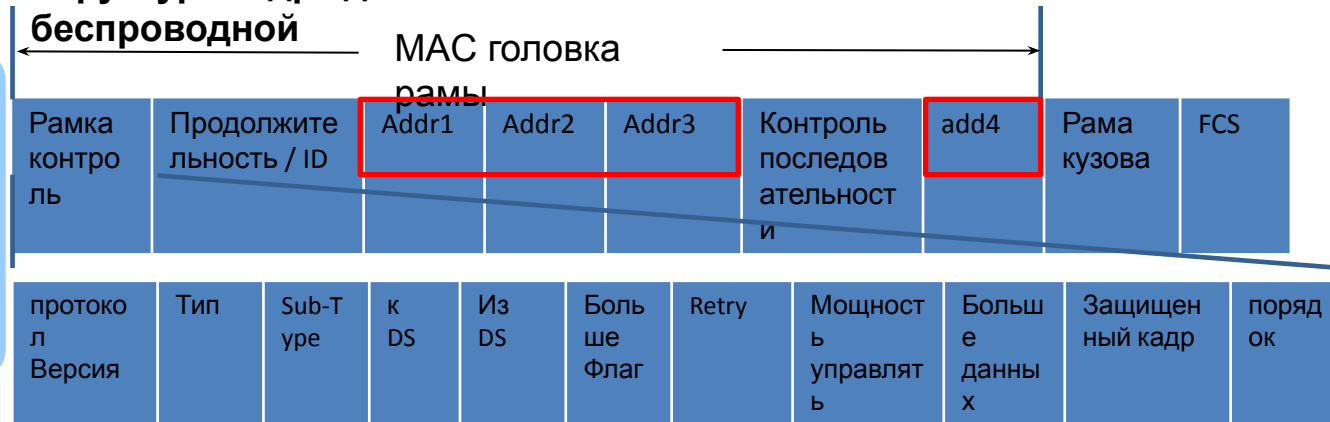 беспроводной
MAC головка
рамы
Рамка
контро
ль
Продолжите
льность / ID
Addr1
Addr2
Addr3
Контроль
последов
ательност
и
add4
Рама
кузова
FCS
протоко
л
Версия
Тип
Sub-T
ype
к
DS
Из
DS
Боль
ше
Флаг
Retry
Мощност
ь
управлят
ь
Больш
е
данны
х
Защищен
ный кадр
поряд
ок